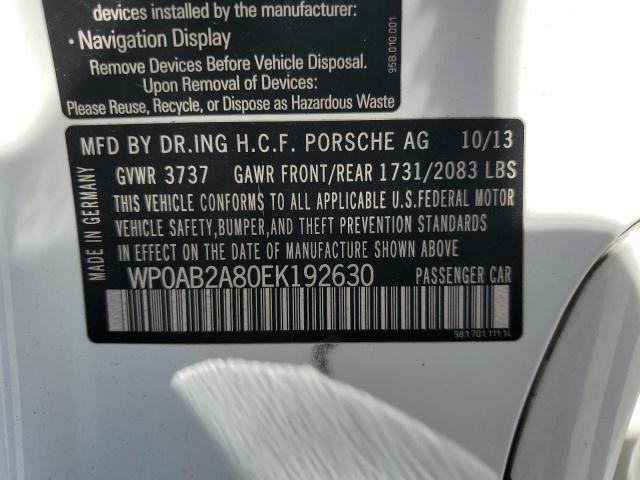 devices installed by the manufacturer:
• Navigation Display
Remove Devices Before Vehicle Disposal.
Upon Removal of Devices:
Please Reuse, Recycle, or Dispose as Hazardous Waste
95B.010.001
MFD BY DR.ING H.C.F. PORSCHE AG 10/13
GVWR 3737 GAWR FRONT/REAR 1731/2083 LBS
THIS VEHICLE CONFORMS TO ALL APPLICABLE U.S.FEDERAL MOTOR
VEHICLE SAFETY,BUMPER,AND THEFT PREVENTION STANDARDS
IN EFFECT ON THE DATE OF MANUFACTURE SHOWN ABOVE
WP0AB2A80EK192630 PASSENGER CAR
MADE IN GERMANY
981.701.111.14